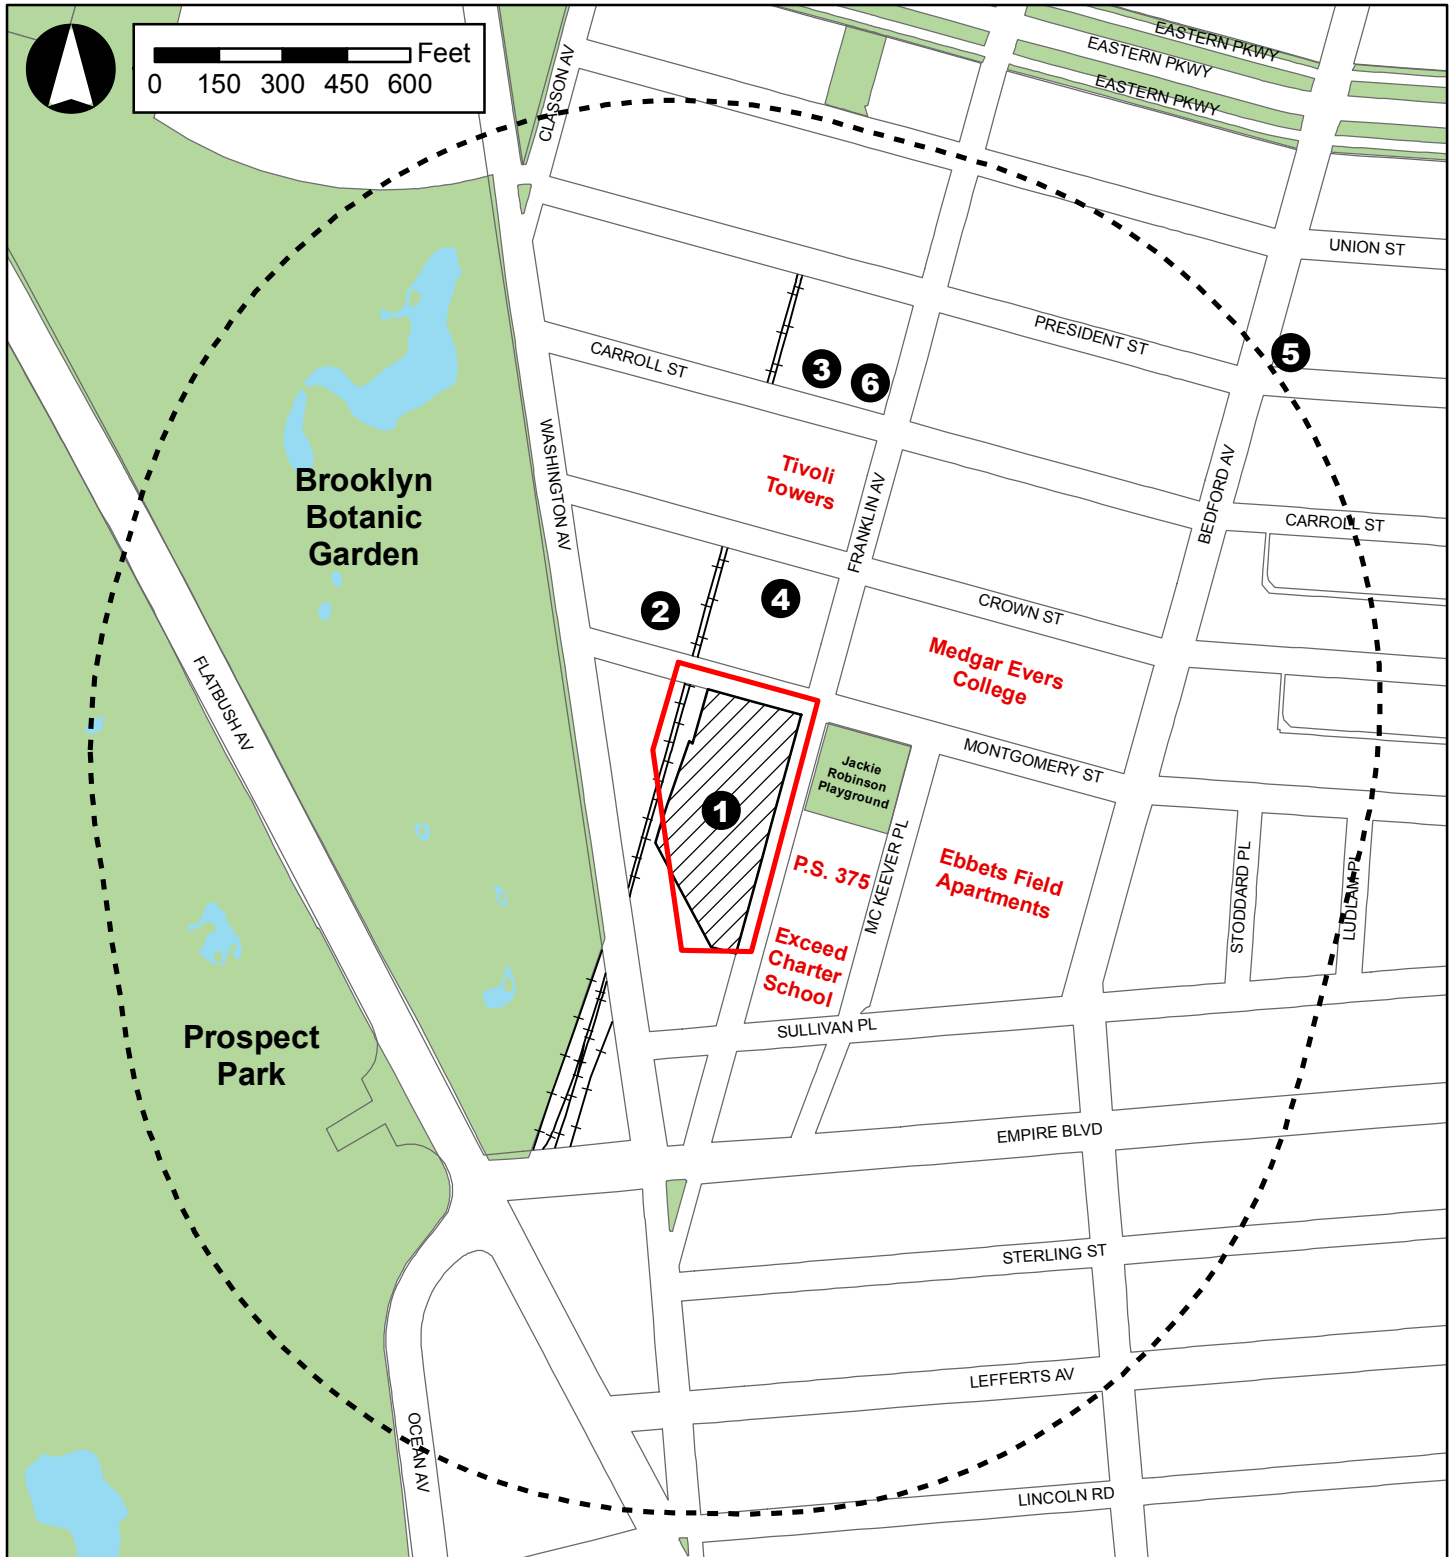 Feet
0 150 300 450 600
CLASSON AV
EASTERN PKWY
EASTERN PKWY
EASTERN PKWY
UNION ST
PRESIDENT ST
5
CARROLL ST
3
6
Brooklyn
Botanic
Garden
WASHINGTON AV
Tivoli
Towers
FRANKLIN AV
BEDFORD AV
CARROLL ST
2
4
CROWN ST
FLATBUSH AV
Medgar Evers
College
MONTGOMERY ST
Jackie
Robinson
Playground
1
P.S. 375
MC KEEVER PL
Ebbets Field
Apartments
STODDARD PL
LUDLAM PL
Exceed
Charter
School
Prospect
Park
SULLIVAN PL
EMPIRE BLVD
STERLING ST
LEFFERTS AV
OCEAN AV
LINCOLN RD